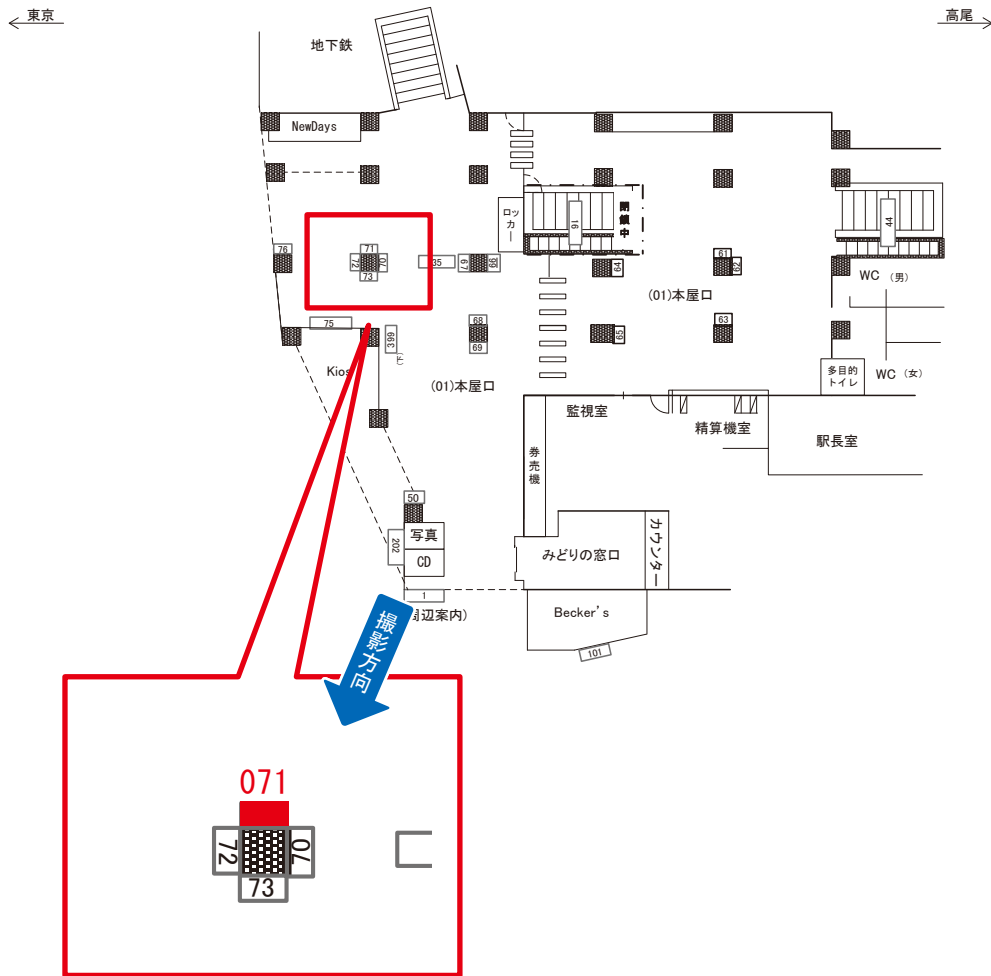 東京
高尾
地下鉄
NewDays
ロッカー
閉鎖中
16
44
71
72
70
73
76
35
67
66
64
61
62
(01)本屋口
WC (男)
75
399
(下)
68
69
65
63
Kios
(01)本屋口
多目的
トイレ
WC (女)
監視室
精算機室
駅長室
券売機
50
写真
CD
202
1
周辺案内)
みどりの窓口
カウンター
Becker's
101
撮影方向
071
72
70
73